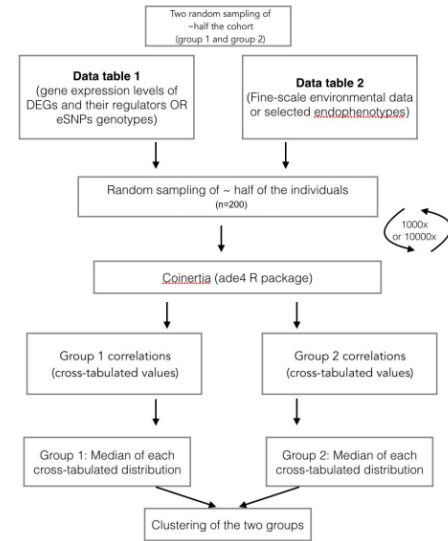 Two random sampling of
~half the cohort
(group 1 and group 2)
Data table 1
(gene expression levels of
DEGs and their regulators OR
eSNPs genotypes)
Data table 2
(Fine-scale environmental data
or selected endophenotypes)
Random sampling of ~ half of the individuals
(n=200)
1000x
or 10000x
Coinertia (ade4 R package)
Group 1 correlations
(cross-tabulated values)
Group 2 correlations
(cross-tabulated values)
Group 1: Median of each
cross-tabulated distribution
Group 2: Median of each
cross-tabulated distribution
Clustering of the two groups